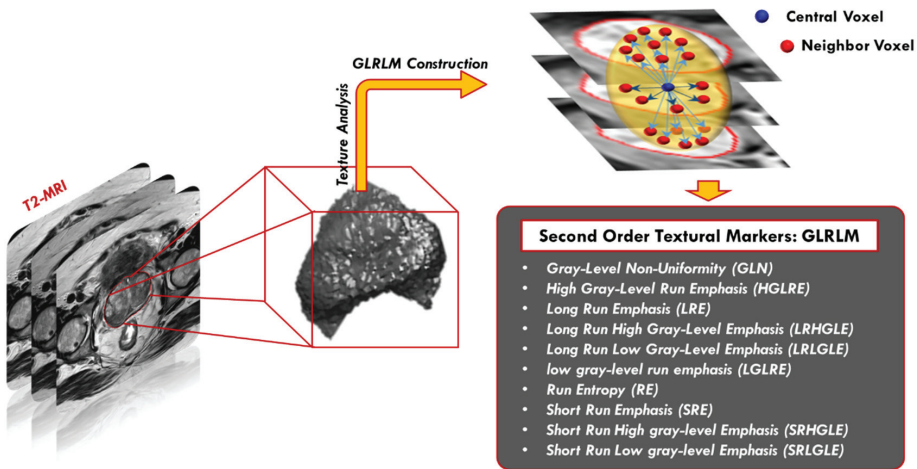 T2-MRI
Texture Analysis
GLRLM Construction
Central Voxel
Neighbor Voxel
Second Order Textural Markers: GLRLM
• Gray-Level Non-Uniformity (GLN)
• High Gray-Level Run Emphasis (HGLRE)
• Long Run Emphasis (LRE)
• Long Run High Gray-Level Emphasis (LRHGLE)
• Long Run Low Gray-Level Emphasis (LRLGLE)
• low gray-level run emphasis (LGLRE)
• Run Entropy (RE)
• Short Run Emphasis (SRE)
• Short Run High gray-level Emphasis (SRHGLE)
• Short Run Low gray-level Emphasis (SRLGLE)